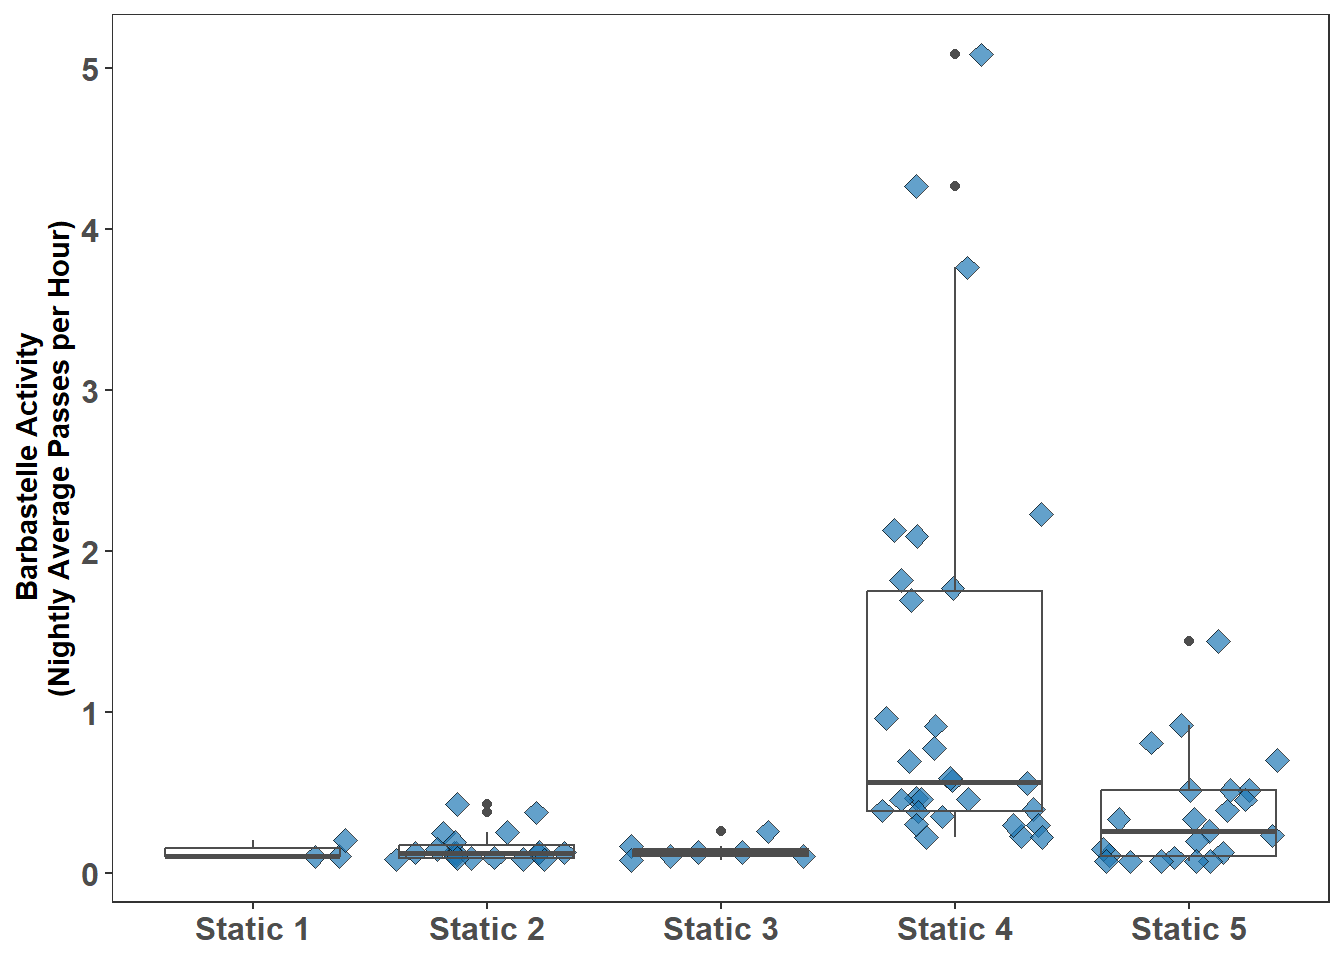 Barbastelle Activity
(Nightly Average Passes per Hour)
5
4
3
2
1
0
Static 1
Static 2
Static 3
Static 4
Static 5